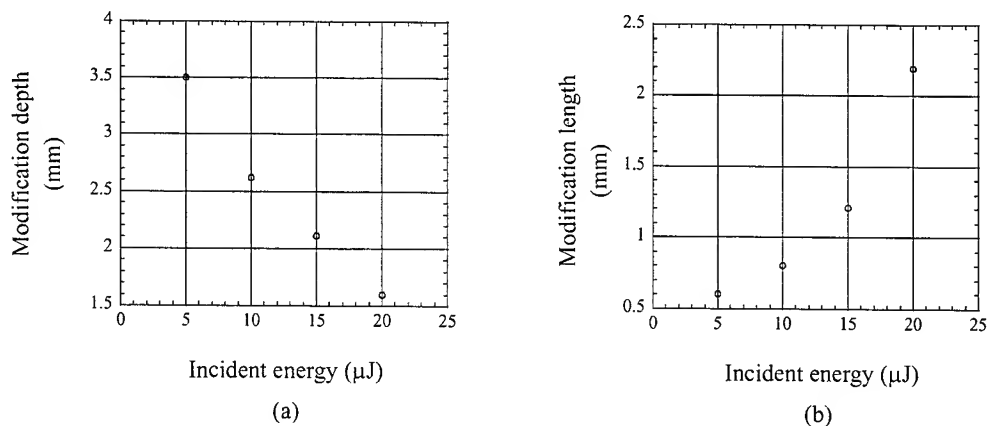 4
3.5
3
2.5
2
1.5
0 5 10 15 20 25
Modification depth
(mm)
Incident energy (μJ)
(a)
2.5
2
1.5
1
0.5
0 5 10 15 20 25
Modification length
(mm)
Incident energy (μJ)
(b)